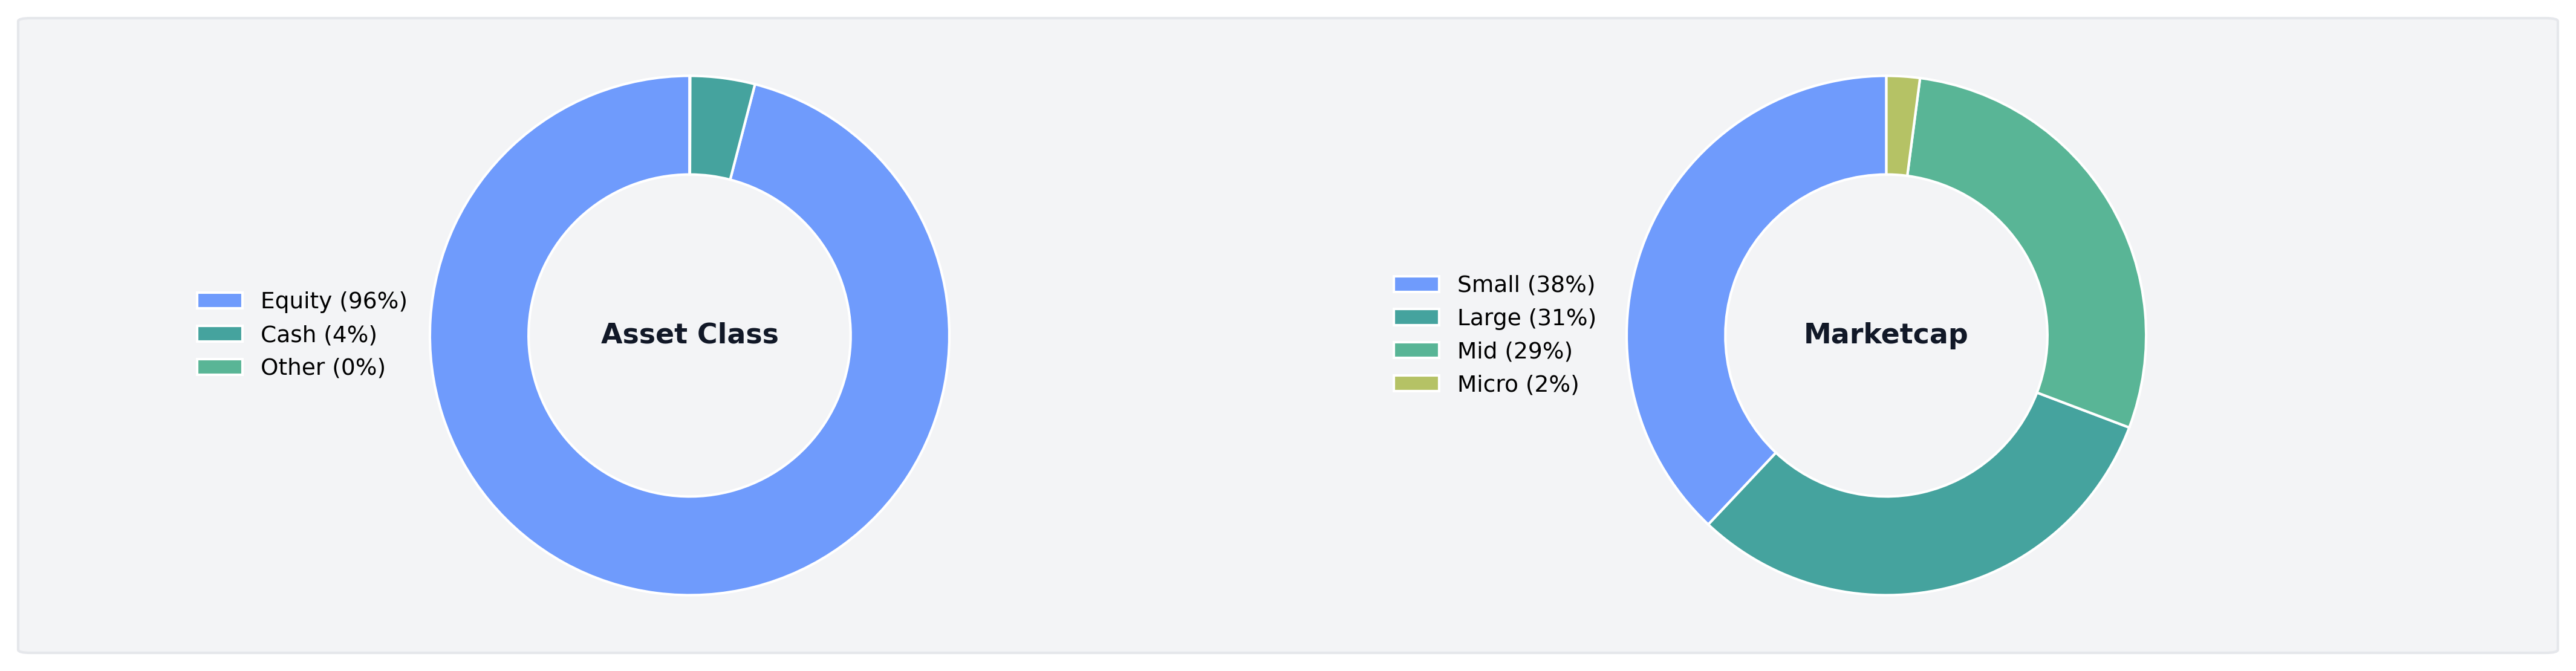 Equity (96%)
Cash (4%)
Other (0%)
Asset Class
Small (38%)
Large (31%)
Mid (29%)
Micro (2%)
Marketcap